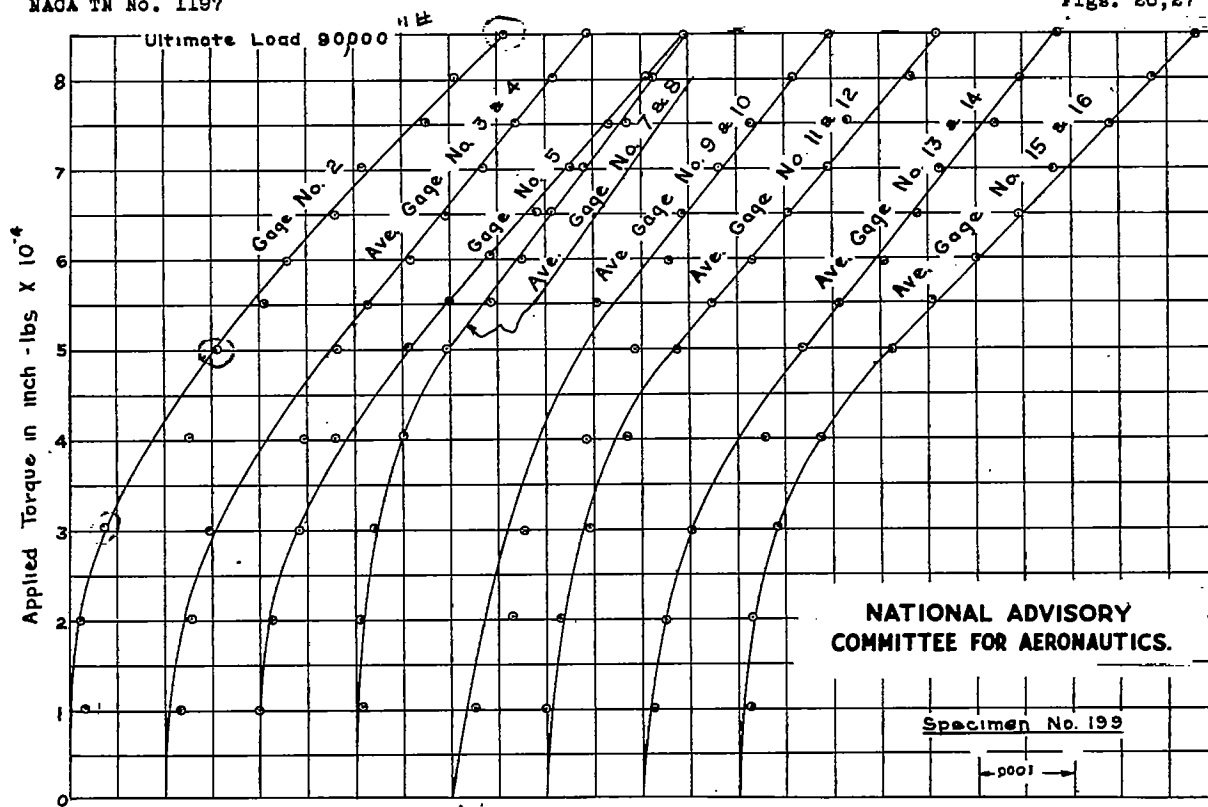 NACA TN No. 1197
Figs. 26,27
"#
Ultimate Load 90,000
Applied Torque in inch-lbs X 10⁻⁴
8
7
6
5
4
3
2
1
0
Gage No. 2
Ave. Gage No. 3 & 4
Gage No. 5
Ave. Gage No. 7 & 8
Ave Gage No. 9 & 10
Ave. Gage No. 11 & 12
Ave. Gage No. 13 & 14
Ave. Gage No. 15 & 16
NATIONAL ADVISORY
COMMITTEE FOR AERONAUTICS.
Specimen No. 199
.0001